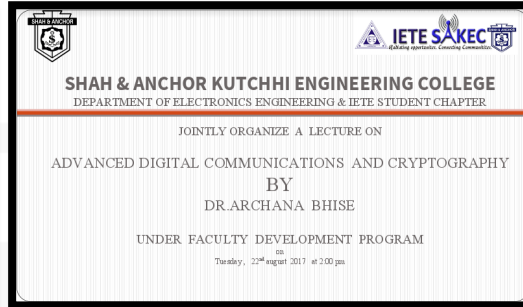 SHAH & ANCHOR
IETE SAKEC
SHAH & ANCHOR KUTCHHI ENGINEERING COLLEGE
DEPARTMENT OF ELECTRONICS ENGINEERING & IETE STUDENT CHAPTER
JOINTLY ORGANIZE A LECTURE ON
ADVANCED DIGITAL COMMUNICATIONS AND CRYPTOGRAPHY
BY
DR.ARCHANA BHISE
UNDER FACULTY DEVELOPMENT PROGRAM
on
Tuesday, 22nd august 2017 at 2:00 pm